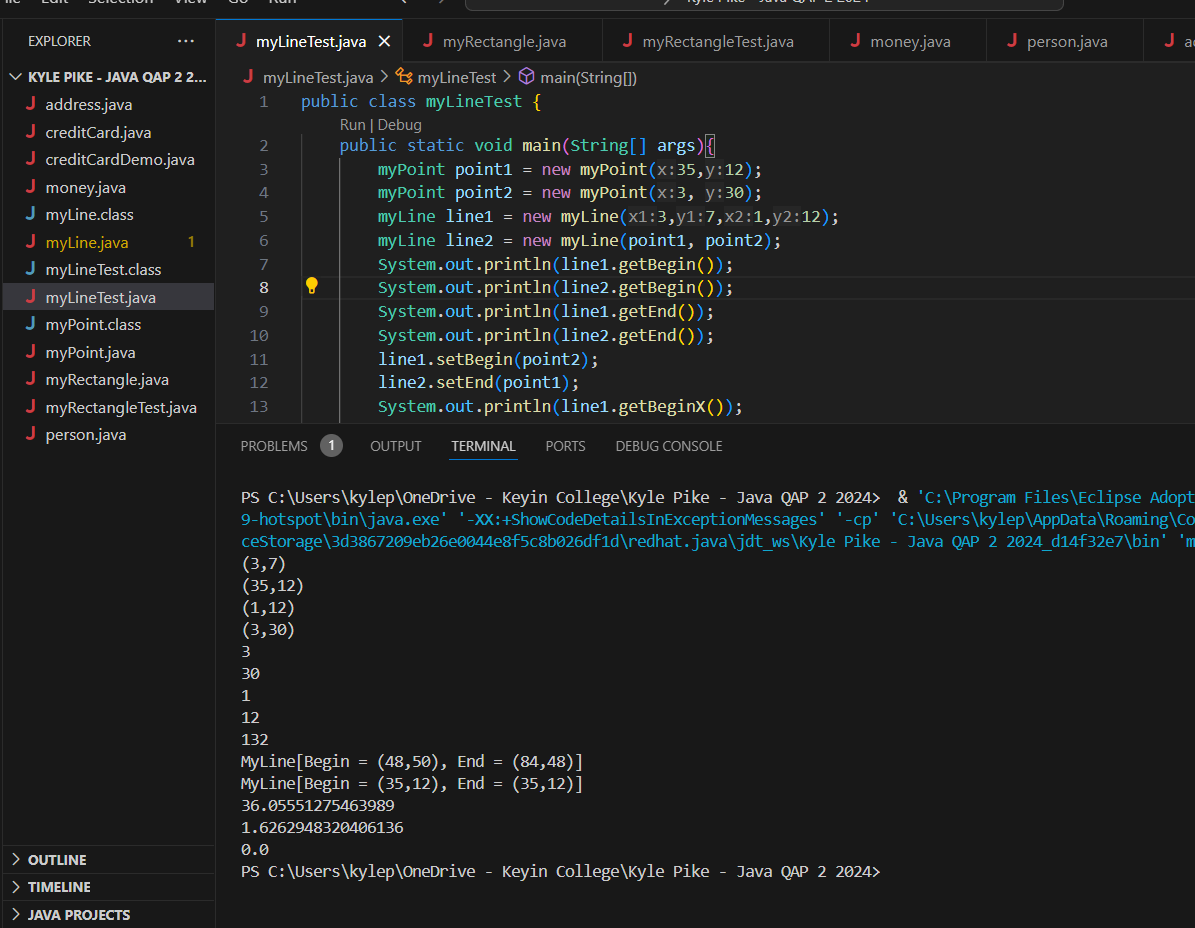 Edit Selection View Go Run
EXPLORER ...
KYLE PIKE - JAVA QAP 2 2...
address.java
creditCard.java
creditCardDemo.java
money.java
myLine.class
myLine.java 1
myLineTest.class
myLineTest.java
myPoint.class
myPoint.java
myRectangle.java
myRectangleTest.java
person.java
OUTLINE
TIMELINE
JAVA PROJECTS
myLineTest.java myRectangle.java myRectangleTest.java money.java person.java
myLineTest.java > myLineTest > main(String[])
1 public class myLineTest {
Run | Debug
2 public static void main(String[] args){
3 myPoint point1 = new myPoint(x:35,y:12);
4 myPoint point2 = new myPoint(x:3, y:30);
5 myLine line1 = new myLine(x1:3,y1:7,x2:1,y2:12);
6 myLine line2 = new myLine(point1, point2);
7 System.out.println(line1.getBegin());
8 System.out.println(line2.getBegin());
9 System.out.println(line1.getEnd());
10 System.out.println(line2.getEnd());
11 line1.setBegin(point2);
12 line2.setEnd(point1);
13 System.out.println(line1.getBeginX());
PROBLEMS 1 OUTPUT TERMINAL PORTS DEBUG CONSOLE
PS C:\Users\kylep\OneDrive - Keyin College\Kyle Pike - Java QAP 2 2024> & 'C:\Program Files\Eclipse Adopt
9-hotspot\bin\java.exe' '-XX:+ShowCodeDetailsInExceptionMessages' '-cp' 'C:\Users\kylep\AppData\Roaming\Co
ceStorage\3d3867209eb26e0044e8f5c8b026df1d\redhat.java\jdt_ws\Kyle Pike - Java QAP 2 2024_d14f32e7\bin' 'm
(3,7)
(35,12)
(1,12)
(3,30)
3
30
1
12
132
MyLine[Begin = (48,50), End = (84,48)]
MyLine[Begin = (35,12), End = (35,12)]
36.05551275463989
1.6262948320406136
0.0
PS C:\Users\kylep\OneDrive - Keyin College\Kyle Pike - Java QAP 2 2024>